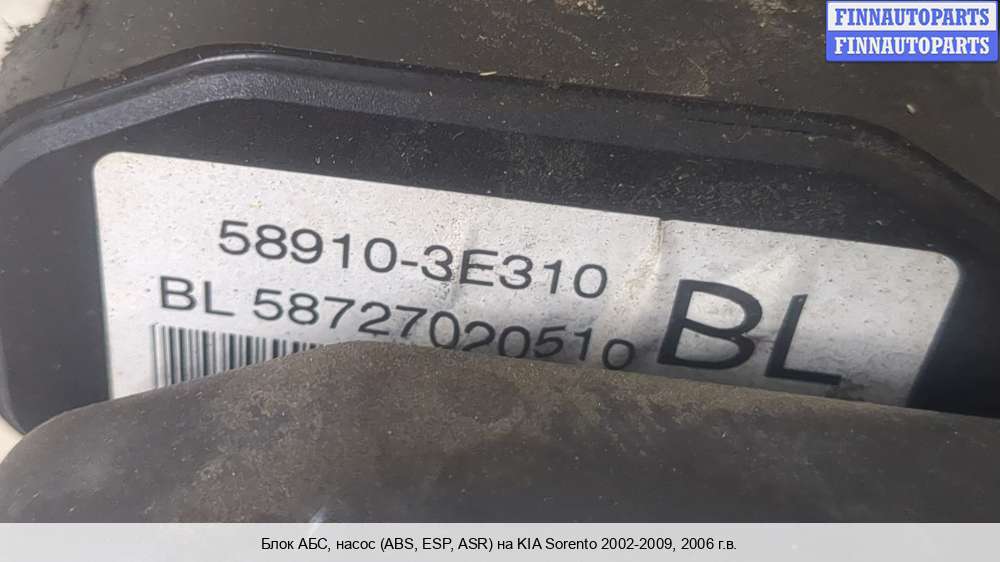 FINNAUTOPARTS
FINNAUTOPARTS
58910-3E310
BL 58727020510
BL
Блок АБС, насос (ABS, ESP, ASR) на KIA Sorento 2002-2009, 2006 г.в.